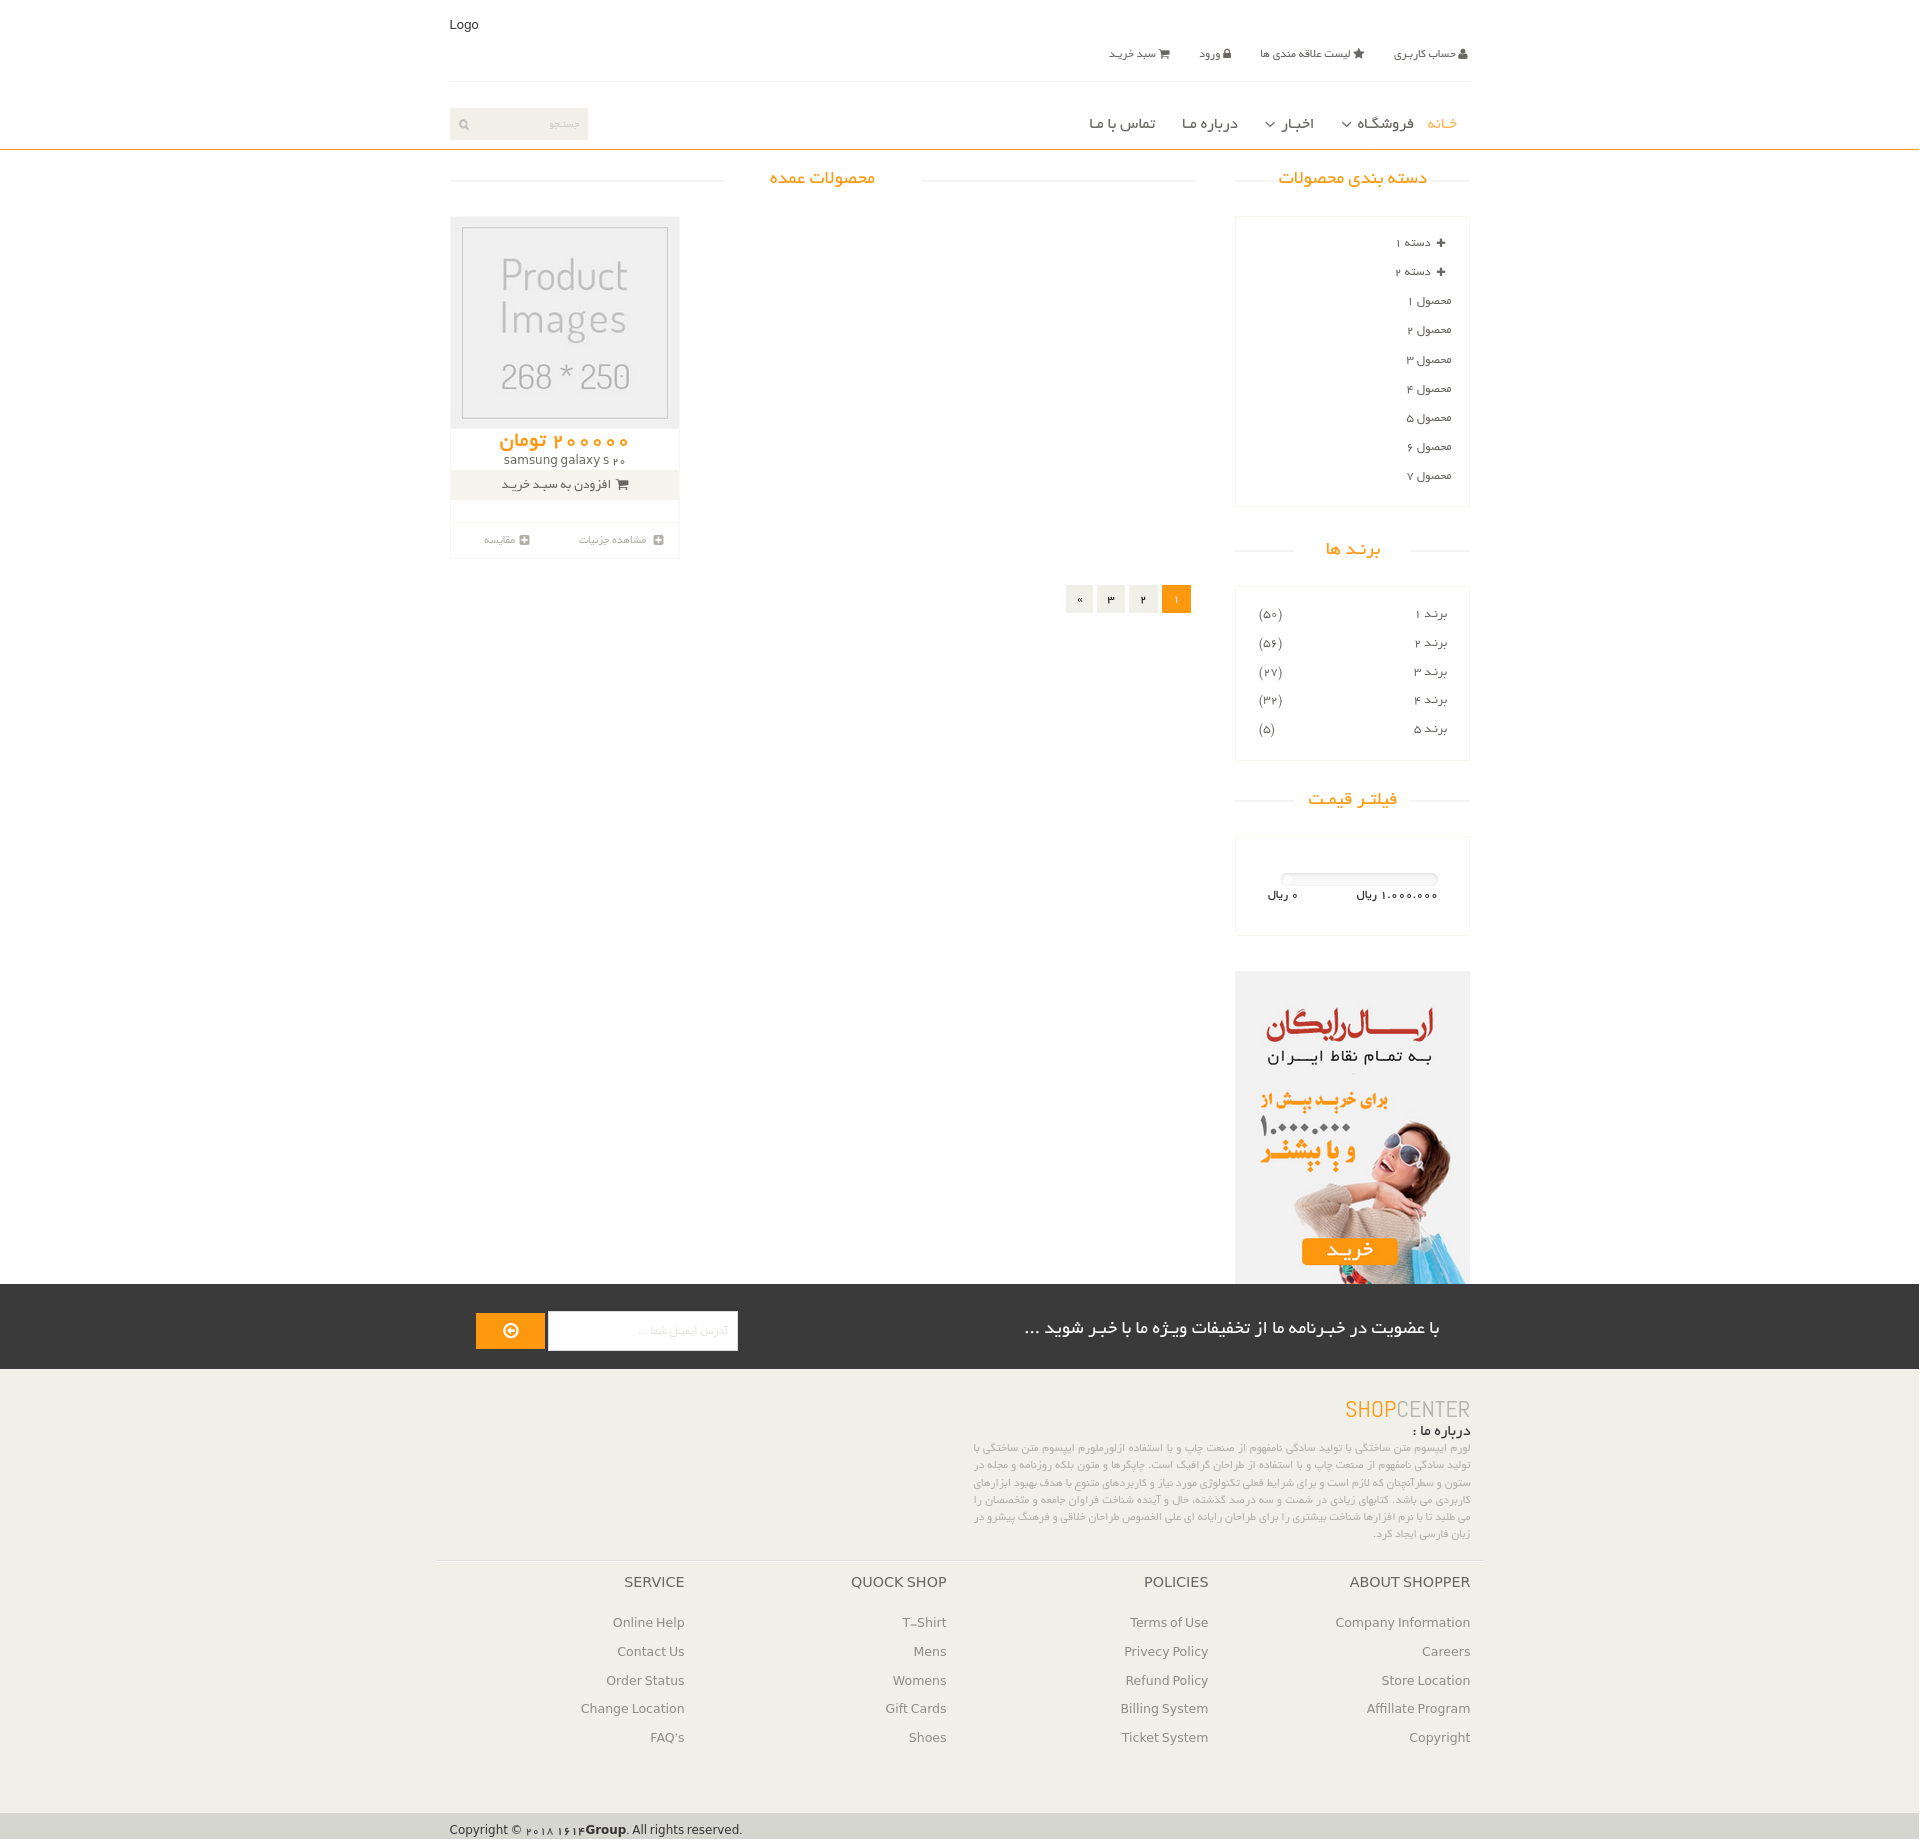 Logo
حساب کاربری
لیست علاقه مندی ها
ورود
سبد خرید
خانه
فروشگاه
اخبار
درباره ما
تماس با ما
جستجو
دسته بندی محصولات
دسته ۱
دسته ۲
محصول ۱
محصول ۲
محصول ۳
محصول ۴
محصول ۵
محصول ۶
محصول ۷
برند ها
برند ۱ (۵۰)
برند ۲ (۵۶)
برند ۳ (۲۷)
برند ۴ (۳۲)
برند ۵ (۵)
فیلتر قیمت
۱.۰۰۰.۰۰۰ ریال
۰ ریال
ارسال رایگان
به تمام نقاط ایران
برای خرید بیش از
۱.۰۰۰.۰۰۰
و یا بیشتر
خرید
محصولات عمده
Product
Images
268 * 250
۲۰۰۰۰۰ تومان
samsung galaxy s ۲۰
افزودن به سبد خرید
مشاهده جزئیات
مقایسه
۱
۲
۳
»
با عضویت در خبرنامه ما از تخفیفات ویژه ما با خبر شوید ...
آدرس ایمیل شما ...
SHOPCENTER
درباره ما :
لورم ایپسوم متن ساختگی با تولید سادگی نامفهوم از صنعت چاپ و با استفاده ازلورملورم ایپسوم متن ساختگی با
تولید سادگی نامفهوم از صنعت چاپ و با استفاده از طراحان گرافیک است. چاپگرها و متون بلکه روزنامه و مجله در
ستون و سطرآنچنان که لازم است و برای شرایط فعلی تکنولوژی مورد نیاز و کاربردهای متنوع با هدف بهبود ابزارهای
کاربردی می باشد. کتابهای زیادی در شصت و سه درصد گذشته، حال و آینده شناخت فراوان جامعه و متخصصان را
می طلبد تا با نرم افزارها شناخت بیشتری را برای طراحان رایانه ای علی الخصوص طراحان خلاقی و فرهنگ پیشرو در
زبان فارسی ایجاد کرد.
ABOUT SHOPPER
Company Information
Careers
Store Location
Affillate Program
Copyright
POLICIES
Terms of Use
Privecy Policy
Refund Policy
Billing System
Ticket System
QUOCK SHOP
T-Shirt
Mens
Womens
Gift Cards
Shoes
SERVICE
Online Help
Contact Us
Order Status
Change Location
FAQ's
Copyright © ۲۰۱۸ ۱۶۱۴Group. All rights reserved.